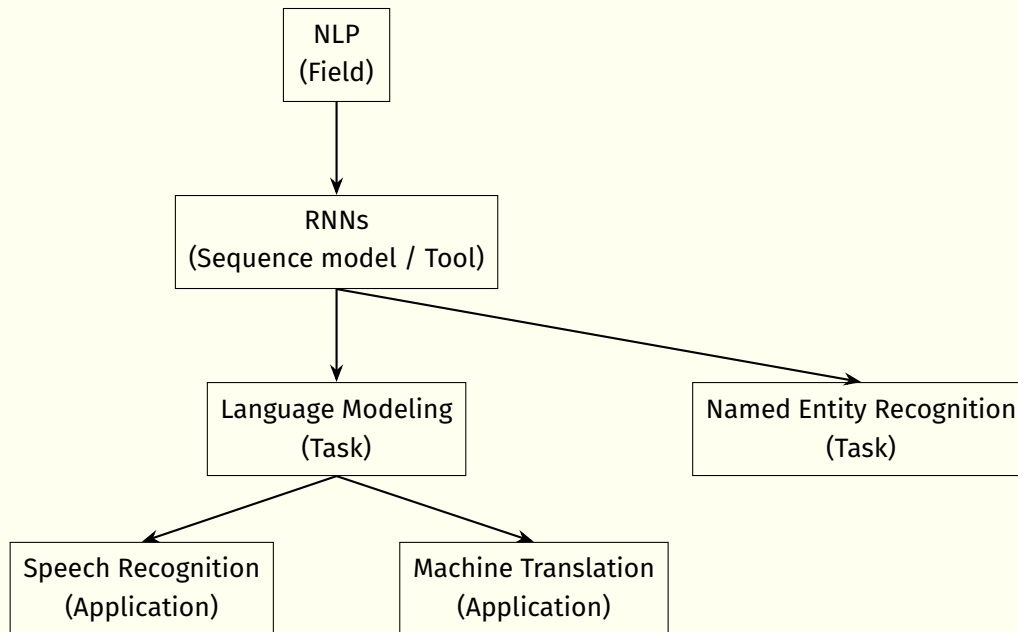 NLP
(Field)
RNNs
(Sequence model / Tool)
Language Modeling
(Task)
Named Entity Recognition
(Task)
Speech Recognition
(Application)
Machine Translation
(Application)